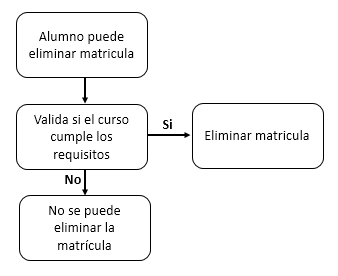 Alumno puede
eliminar matricula
Valida si el curso
cumple los
requisitos
Si
Eliminar matricula
No
No se puede
eliminar la
matrícula